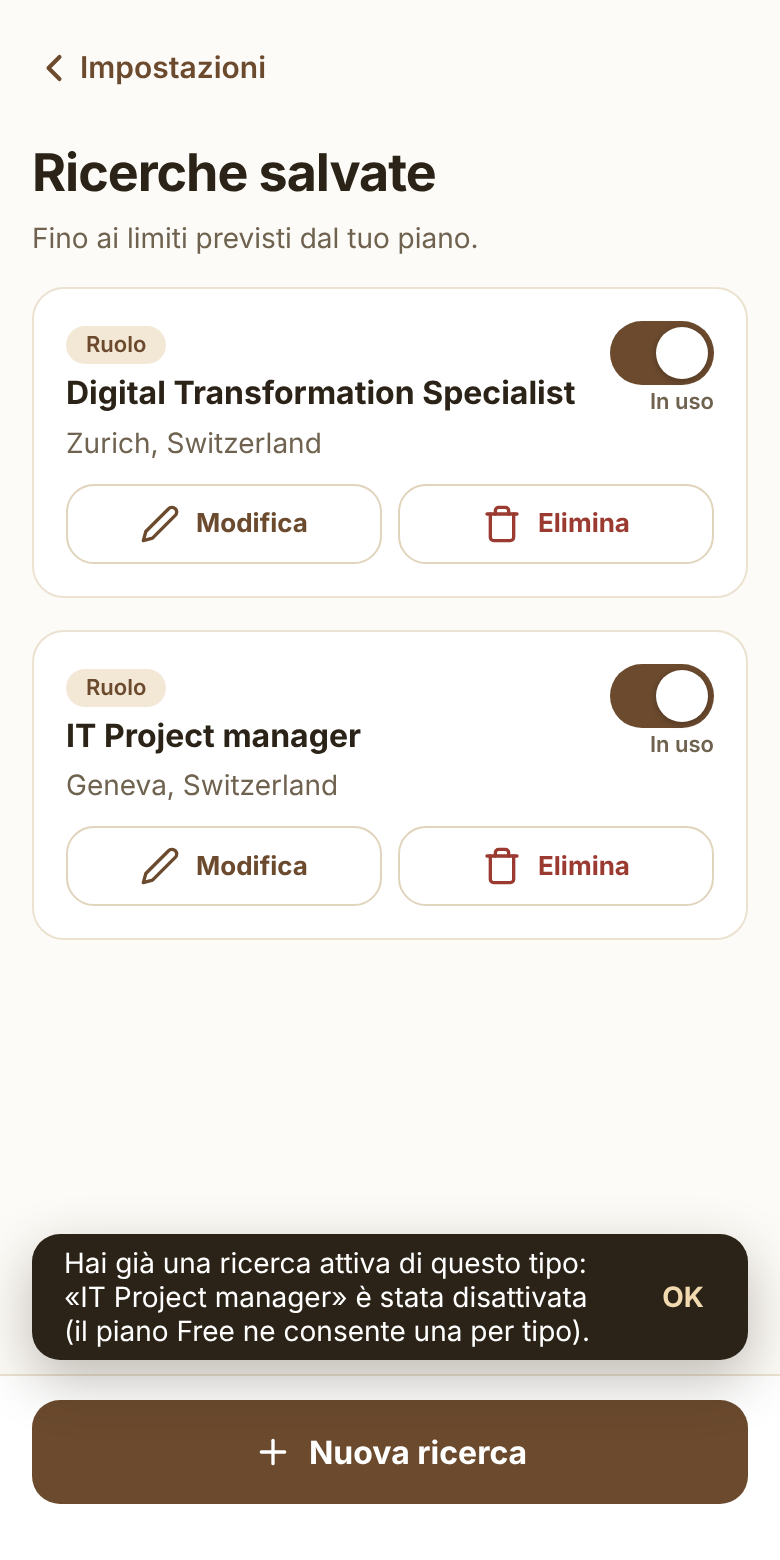 Impostazioni
Ricerche salvate
Fino ai limiti previsti dal tuo piano.
Ruolo
Digital Transformation Specialist
In uso
Zurich, Switzerland
Modifica
Elimina
Ruolo
IT Project manager
In uso
Geneva, Switzerland
Modifica
Elimina
Hai già una ricerca attiva di questo tipo:
«IT Project manager» è stata disattivata
(il piano Free ne consente una per tipo).
OK
Nuova ricerca